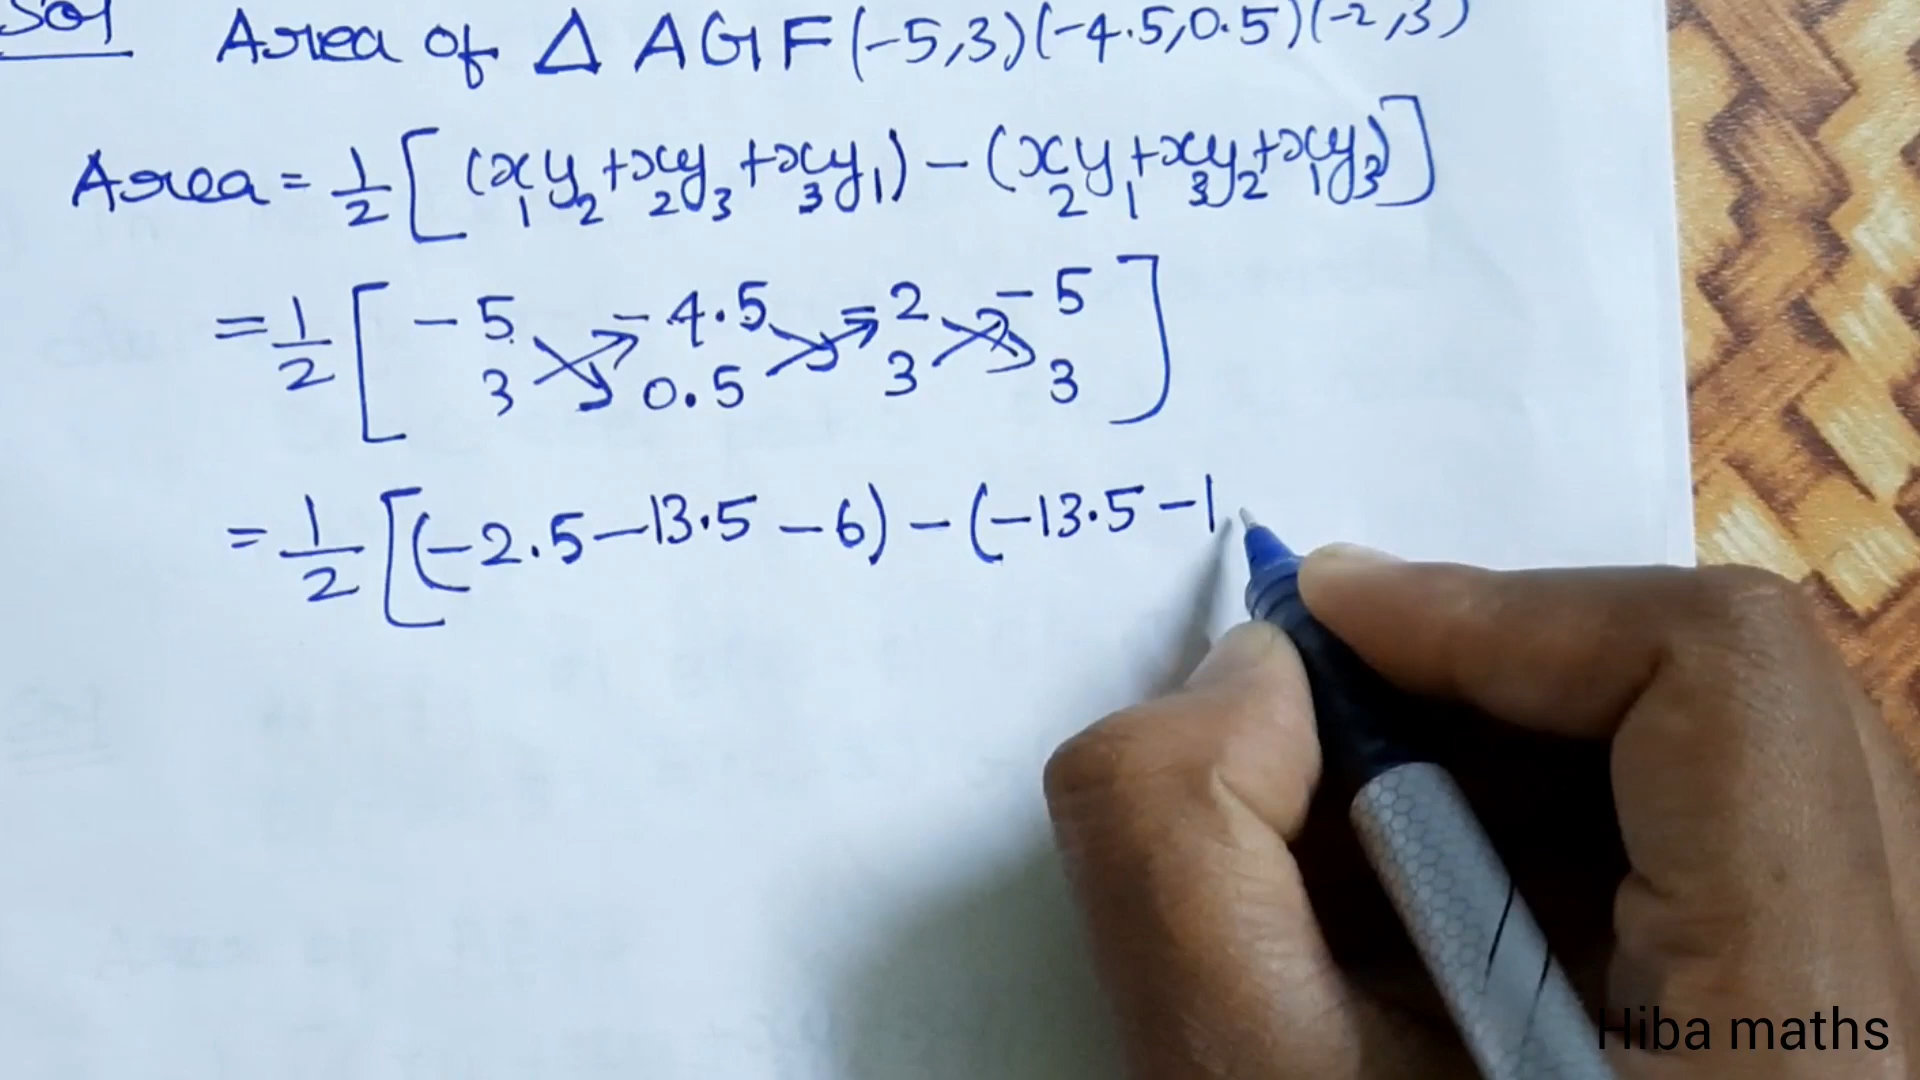 Sol Area of △ AGF(-5,3)(-4.5,0.5)(-2,3)
Area = 1/2 [(x₁y₂+x₂y₃+x₃y₁) - (x₂y₁+x₃y₂+x₁y₃)]
= 1/2 [ -5 -4.5 -2 -5
3 0.5 3 3 ]
= 1/2 [(-2.5-13.5-6) - (-13.5-1
Hiba maths